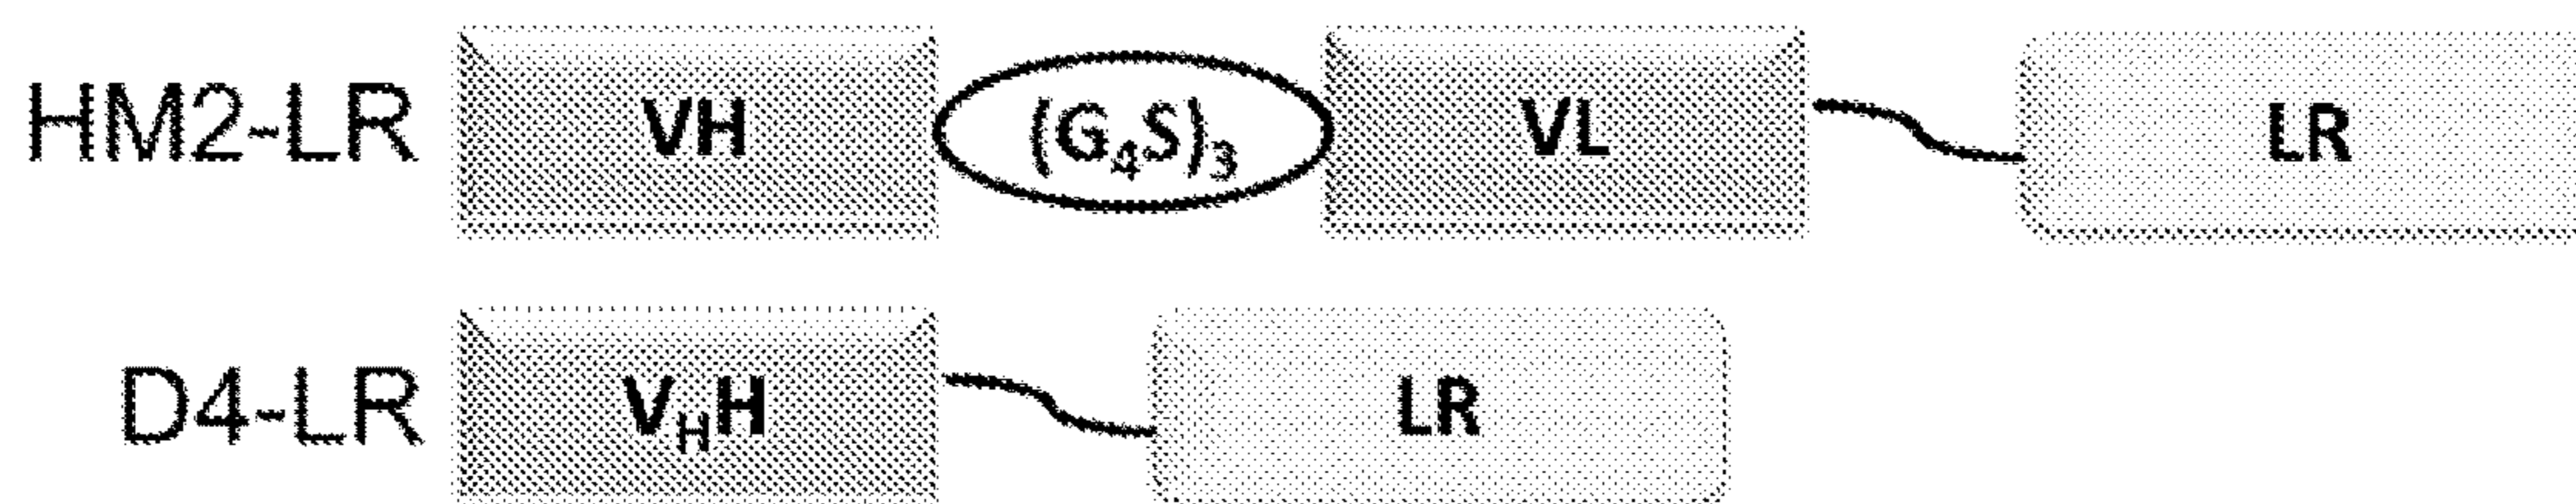 HM2-LR VH (G₄S)₃ VL LR
D4-LR VHH LR